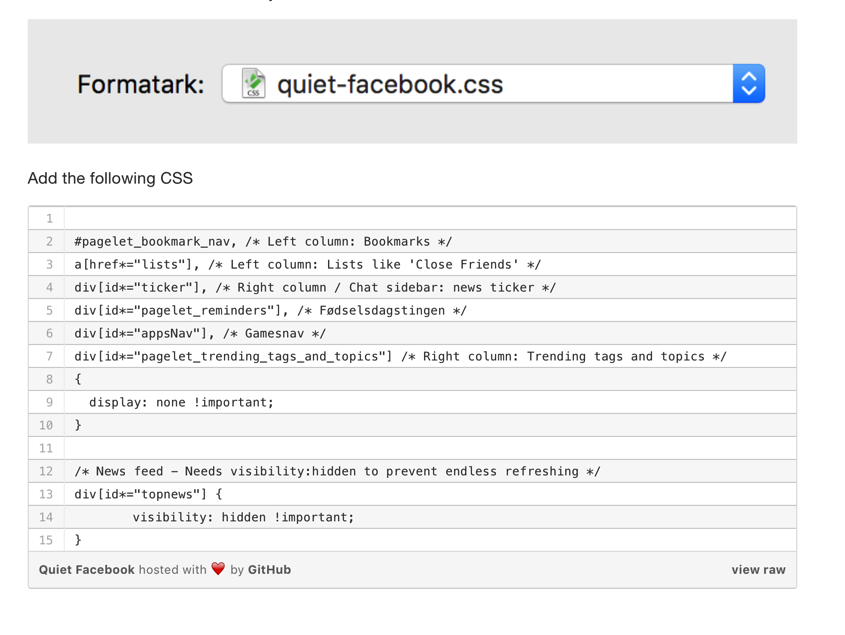 Formatark: CSS quiet-facebook.css
Add the following CSS
1
2 #pagelet_bookmark_nav, /* Left column: Bookmarks */
3 a[href*="lists"], /* Left column: Lists like 'Close Friends' */
4 div[id*="ticker"], /* Right column / Chat sidebar: news ticker */
5 div[id*="pagelet_reminders"], /* Fødselsdagstingen */
6 div[id*="appsNav"], /* Gamesnav */
7 div[id*="pagelet_trending_tags_and_topics"] /* Right column: Trending tags and topics */
8 {
9   display: none !important;
10 }
11
12 /* News feed – Needs visibility:hidden to prevent endless refreshing */
13 div[id*="topnews"] {
14         visibility: hidden !important;
15 }
Quiet Facebook hosted with ❤ by GitHub view raw